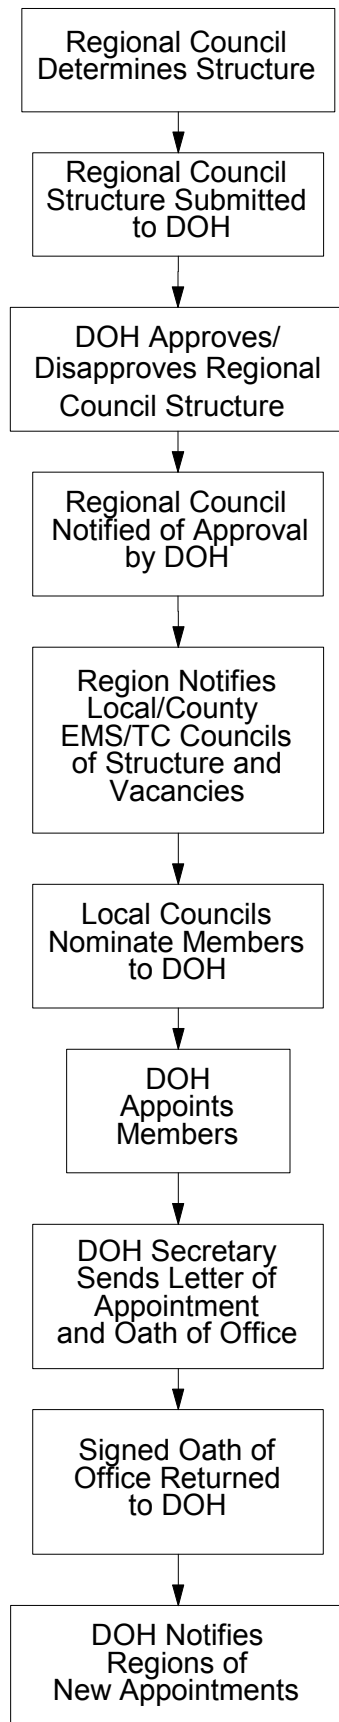 Regional Council
Determines Structure
Regional Council
Structure Submitted
to DOH
DOH Approves/
Disapproves Regional
Council Structure
Regional Council
Notified of Approval
by DOH
Region Notifies
Local/County
EMS/TC Councils
of Structure and
Vacancies
Local Councils
Nominate Members
to DOH
DOH
Appoints
Members
DOH Secretary
Sends Letter of
Appointment
and Oath of Office
Signed Oath of
Office Returned
to DOH
DOH Notifies
Regions of
New Appointments